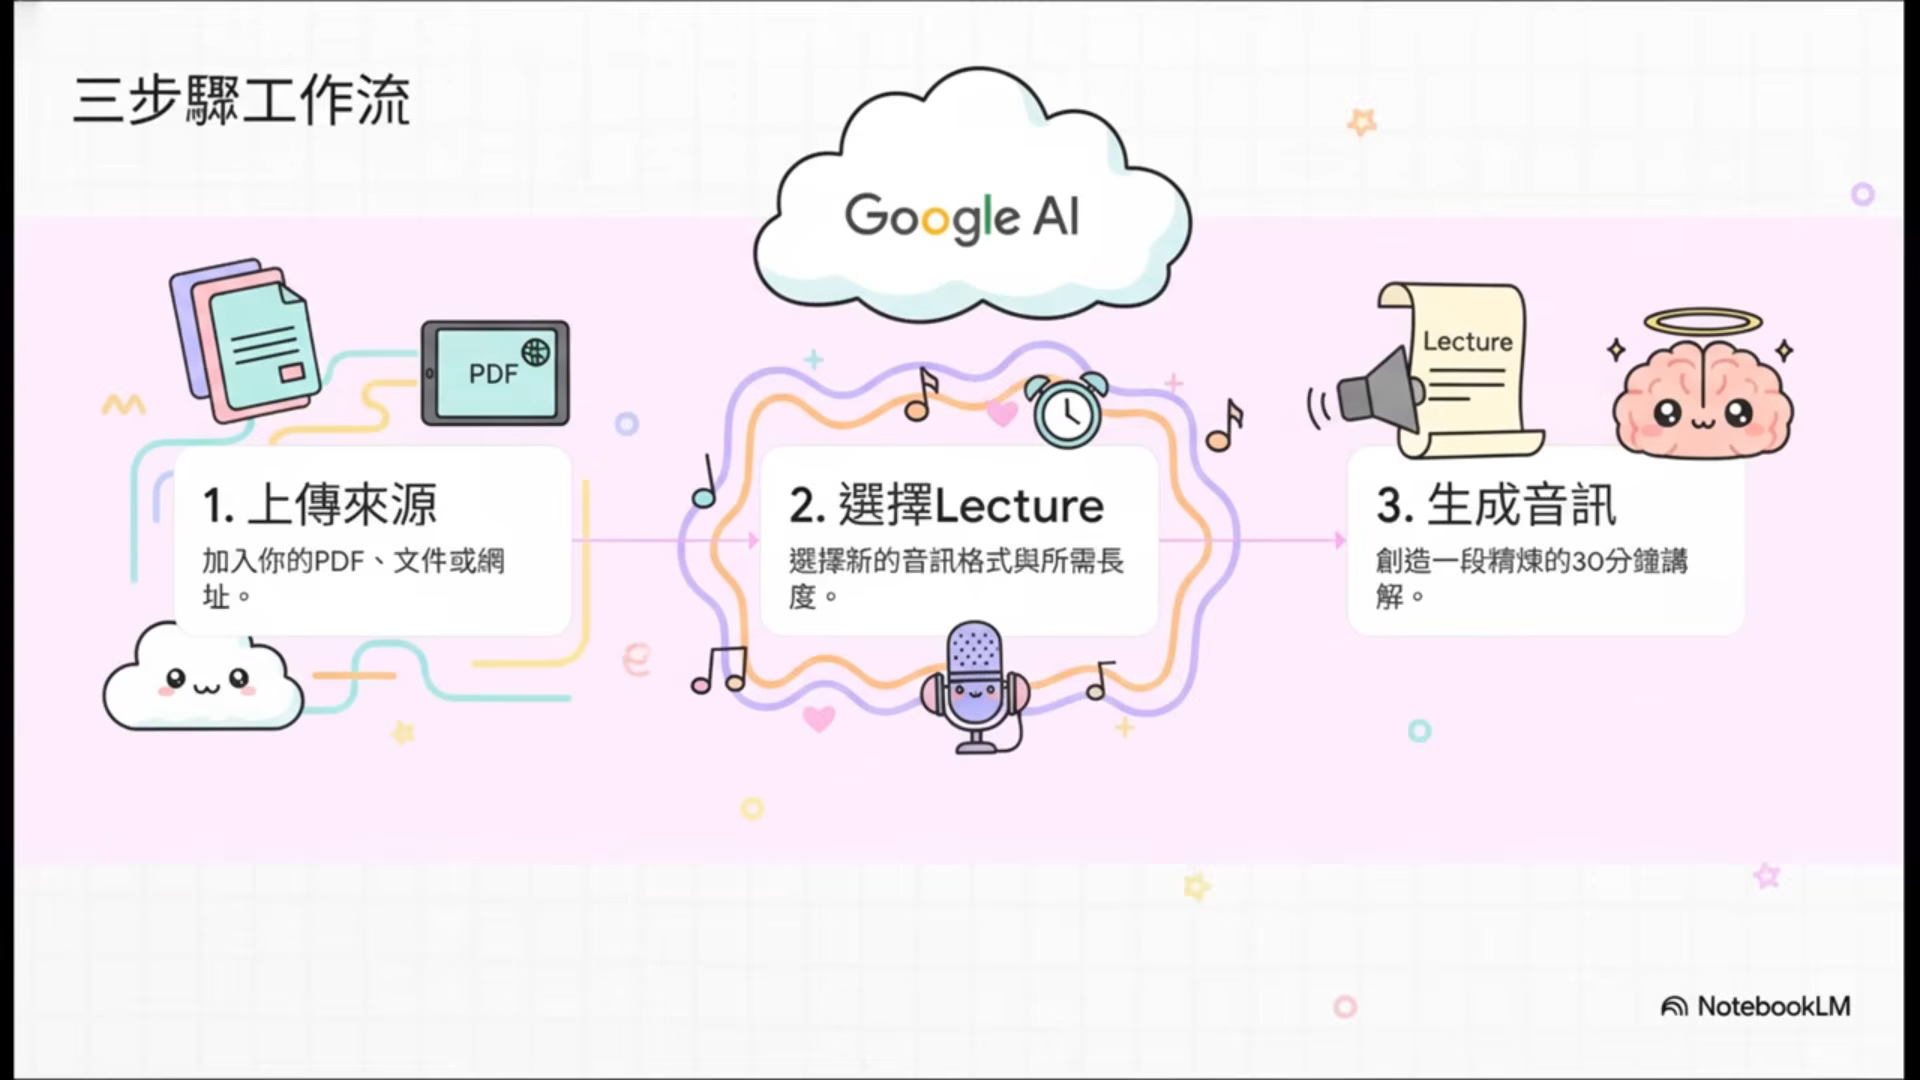 三步驟工作流
Google AI
PDF
Lecture
1. 上傳來源
加入你的PDF、文件或網
址。
2. 選擇Lecture
選擇新的音訊格式與所需長
度。
3. 生成音訊
創造一段精煉的30分鐘講
解。
NotebookLM